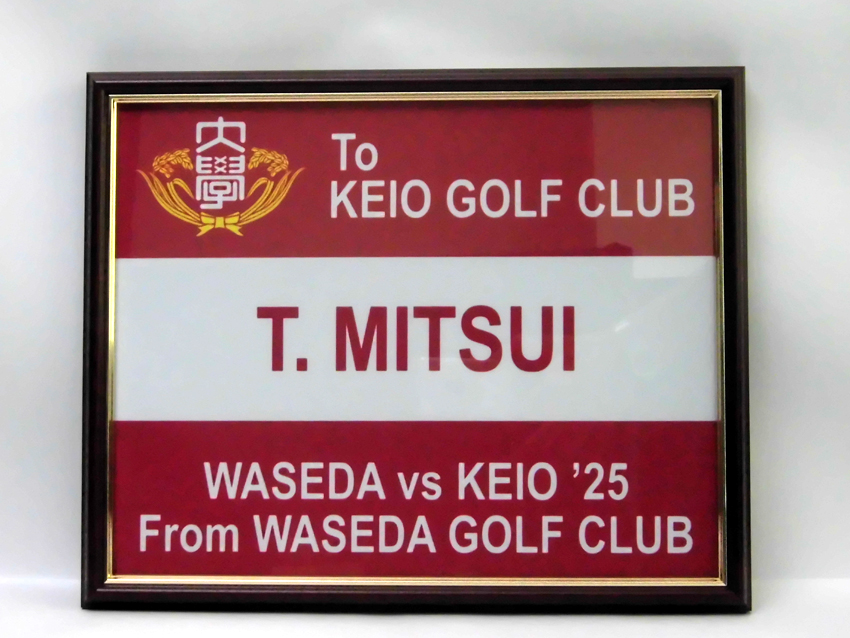 大
學
To
KEIO GOLF CLUB
T. MITSUI
WASEDA vs KEIO ’25
From WASEDA GOLF CLUB